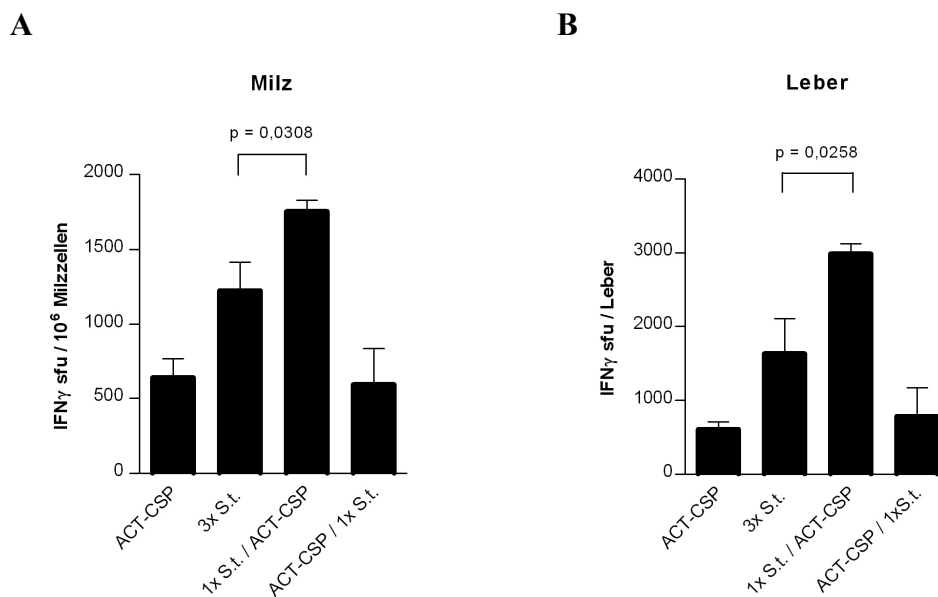 A
Milz
p = 0,0308
IFNγ sfu / 10⁶ Milzzellen
2000
1500
1000
500
0
ACT-CSP
3x S.t.
1x S.t. / ACT-CSP
ACT-CSP / 1x S.t.
B
Leber
p = 0,0258
IFNγ sfu / Leber
4000
3000
2000
1000
0
ACT-CSP
3x S.t.
1x S.t. / ACT-CSP
ACT-CSP / 1xS.t.